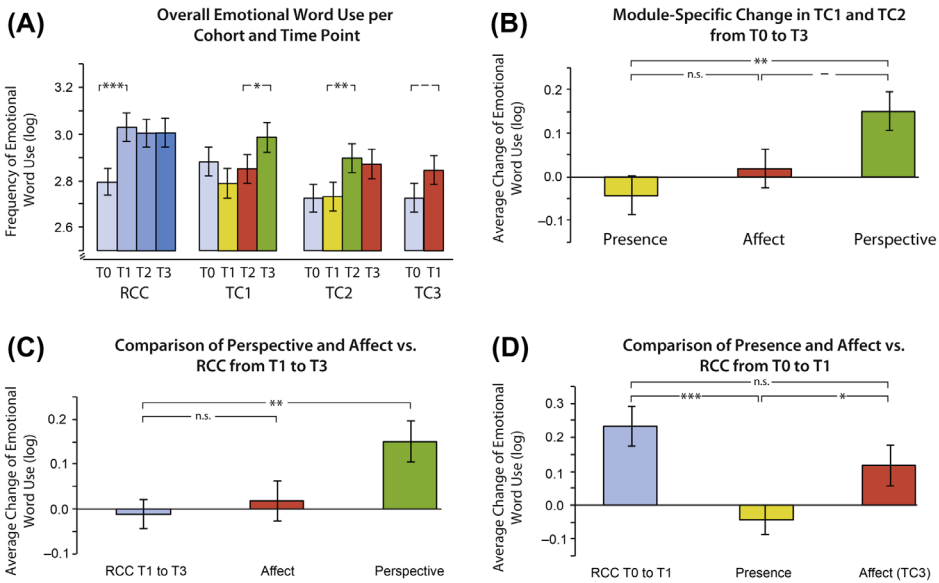 (A)
Overall Emotional Word Use per
Cohort and Time Point
Frequency of Emotional
Word Use (log)
3.2
3.0
2.8
2.6
***
*
**
T0 T1 T2 T3
T0 T1 T2 T3
T0 T1 T2 T3
T0 T1
RCC
TC1
TC2
TC3
(B)
Module-Specific Change in TC1 and TC2
from T0 to T3
Average Change of Emotional
Word Use (log)
0.2
0.1
0.0
−0.1
**
n.s.
–
Presence
Affect
Perspective
(C)
Comparison of Perspective and Affect vs.
RCC from T1 to T3
Average Change of Emotional
Word Use (log)
0.2
0.1
0.0
−0.1
**
n.s.
RCC T1 to T3
Affect
Perspective
(D)
Comparison of Presence and Affect vs.
RCC from T0 to T1
Average Change of Emotional
Word Use (log)
0.3
0.2
0.1
0.0
−0.1
n.s.
***
*
RCC T0 to T1
Presence
Affect (TC3)